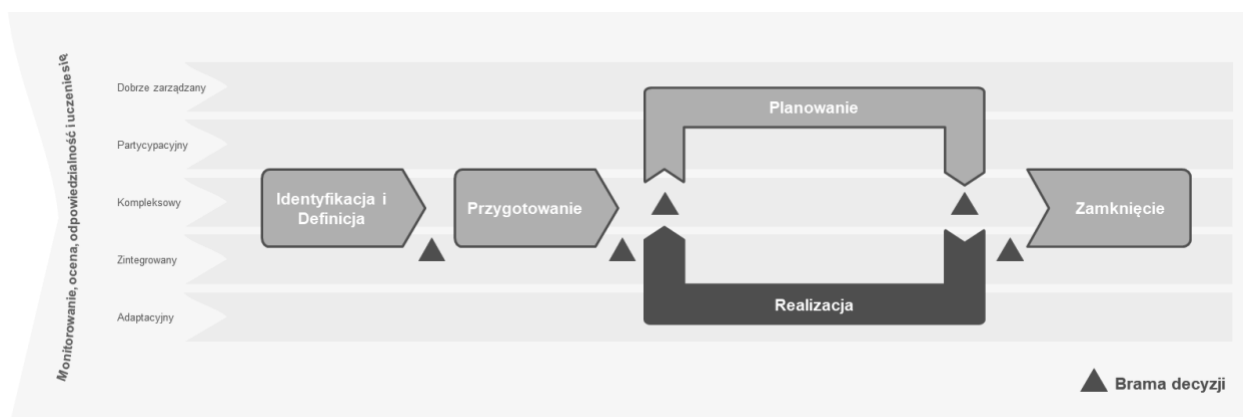 Monitorowanie, ocena, odpowiedzialność i uczenie się
Dobrze zarządzany
Partycypacyjny
Kompleksowy
Zintegrowany
Adaptacyjny
Identyfikacja i
Definicja
Przygotowanie
Planowanie
Realizacja
Zamknięcie
Brama decyzji